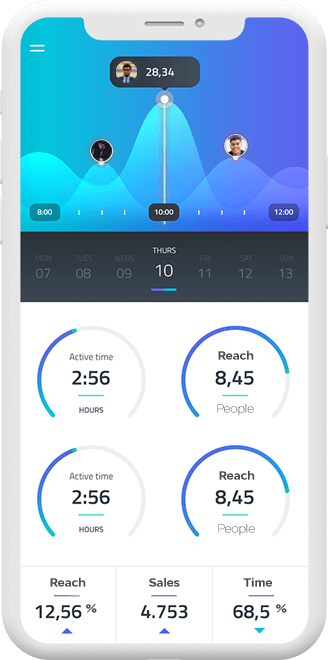 28,34
8:00 10:00 12:00
THURS
MON TUES WEDS FRI SAT SUN
07 08 09 10 11 12 13
Active time
2:56
HOURS
Reach
8,45
People
Active time
2:56
HOURS
Reach
8,45
People
Reach
12,56 %
Sales
4.753
Time
68,5 %